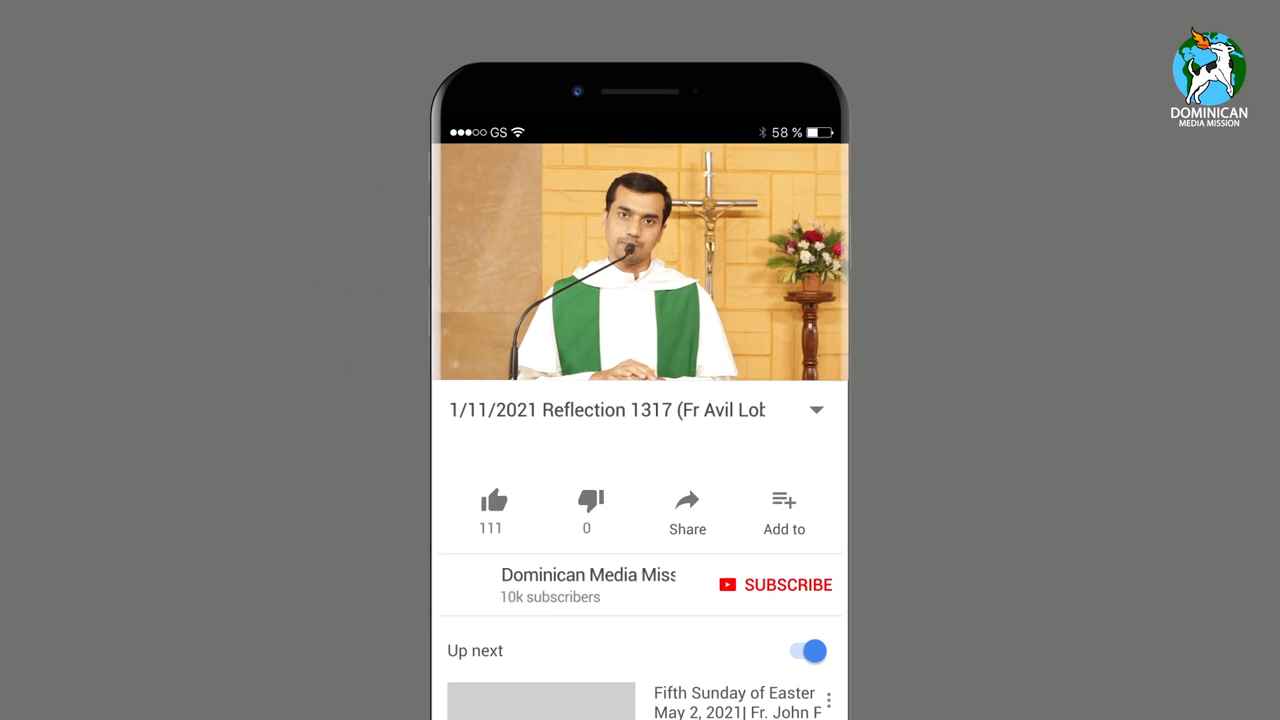 DOMINICAN
MEDIA MISSION
GS
58 %
1/11/2021 Reflection 1317 (Fr Avil Lob
111
0
Share
Add to
Dominican Media Miss
10k subscribers
SUBSCRIBE
Up next
Fifth Sunday of Easter
May 2, 2021| Fr. John F